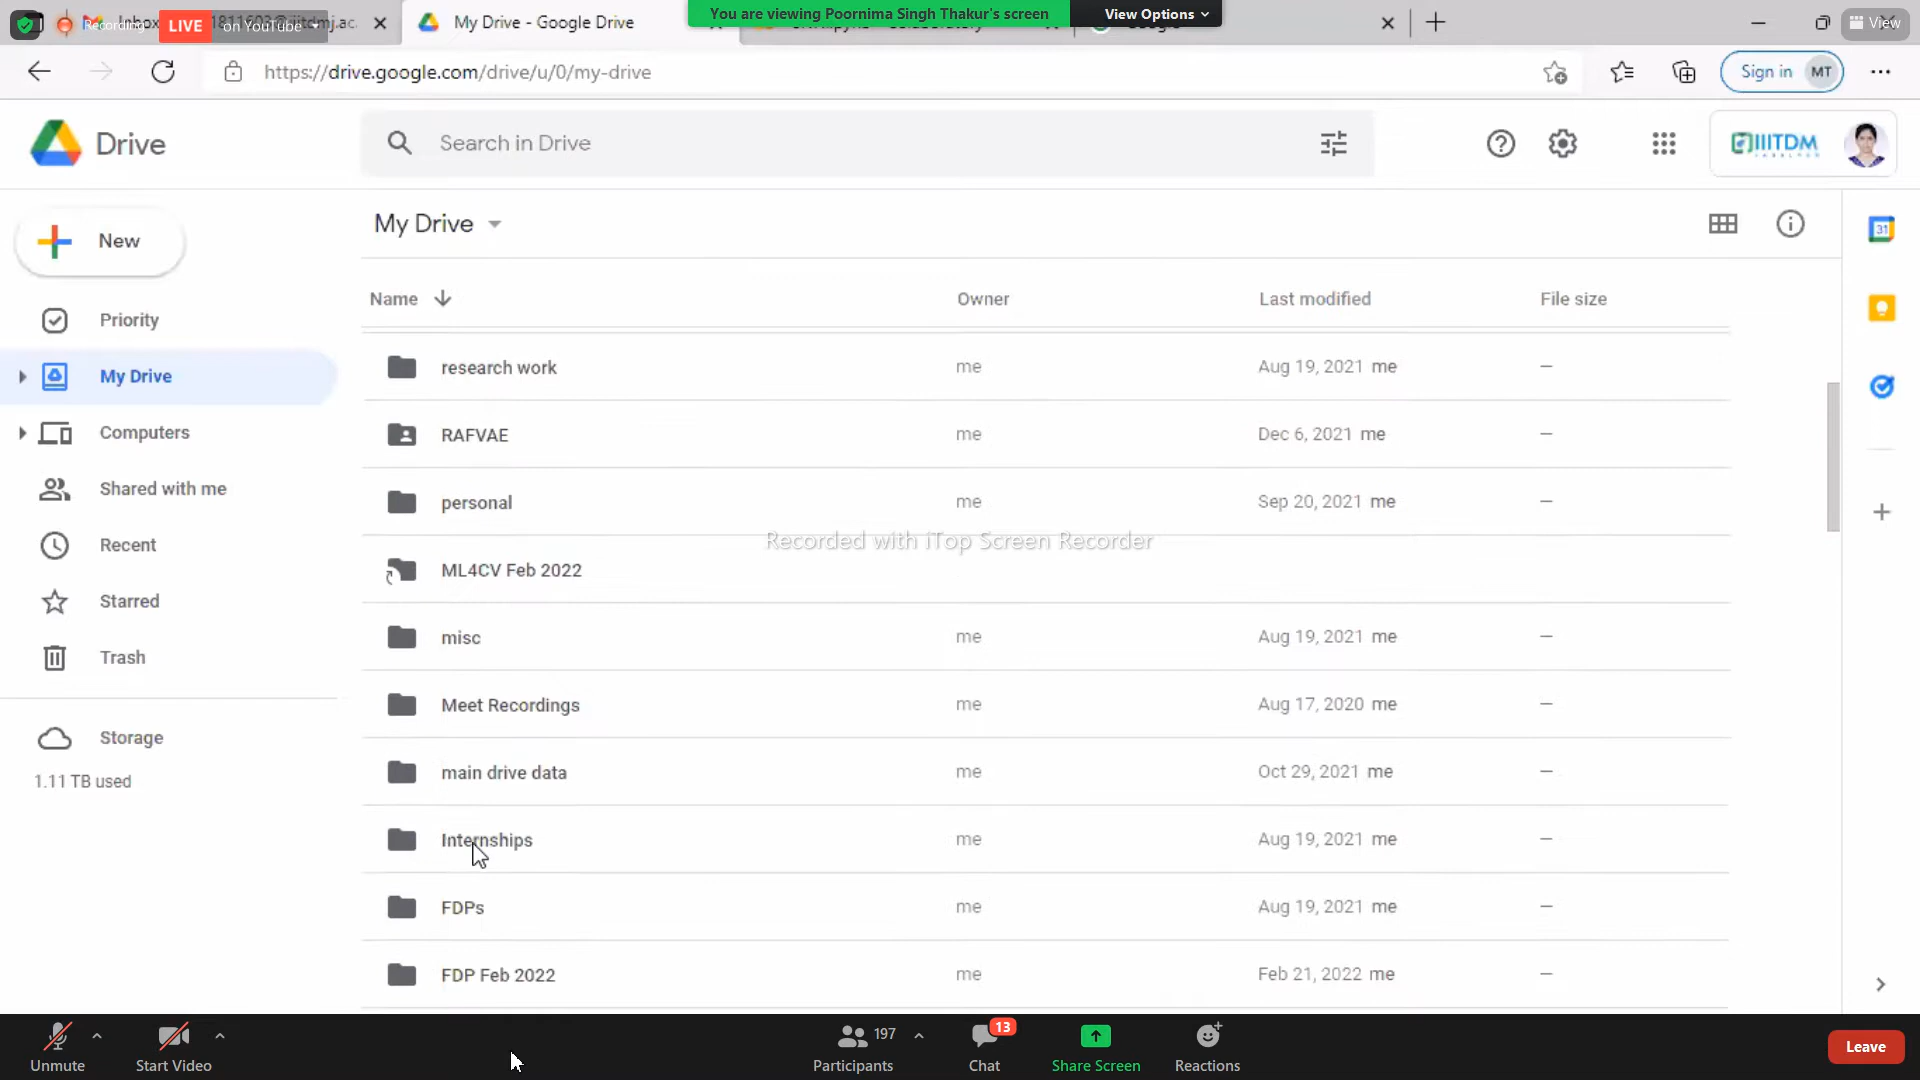 Recording
LIVE on YouTube
My Drive - Google Drive
You are viewing Poornima Singh Thakur's screen
View Options
View
https://drive.google.com/drive/u/0/my-drive
Sign in MT
Drive
Search in Drive
IIITDM
New
My Drive
Name Owner Last modified File size
Priority
My Drive
Computers
Shared with me
Recent
Starred
Trash
Storage
1.11 TB used
research work me Aug 19, 2021 me –
RAFVAE me Dec 6, 2021 me –
personal me Sep 20, 2021 me –
Recorded with iTop Screen Recorder
ML4CV Feb 2022
misc me Aug 19, 2021 me –
Meet Recordings me Aug 17, 2020 me –
main drive data me Oct 29, 2021 me –
Internships me Aug 19, 2021 me –
FDPs me Aug 19, 2021 me –
FDP Feb 2022 me Feb 21, 2022 me –
31
Unmute
Start Video
197
Participants
13
Chat
Share Screen
Reactions
Leave